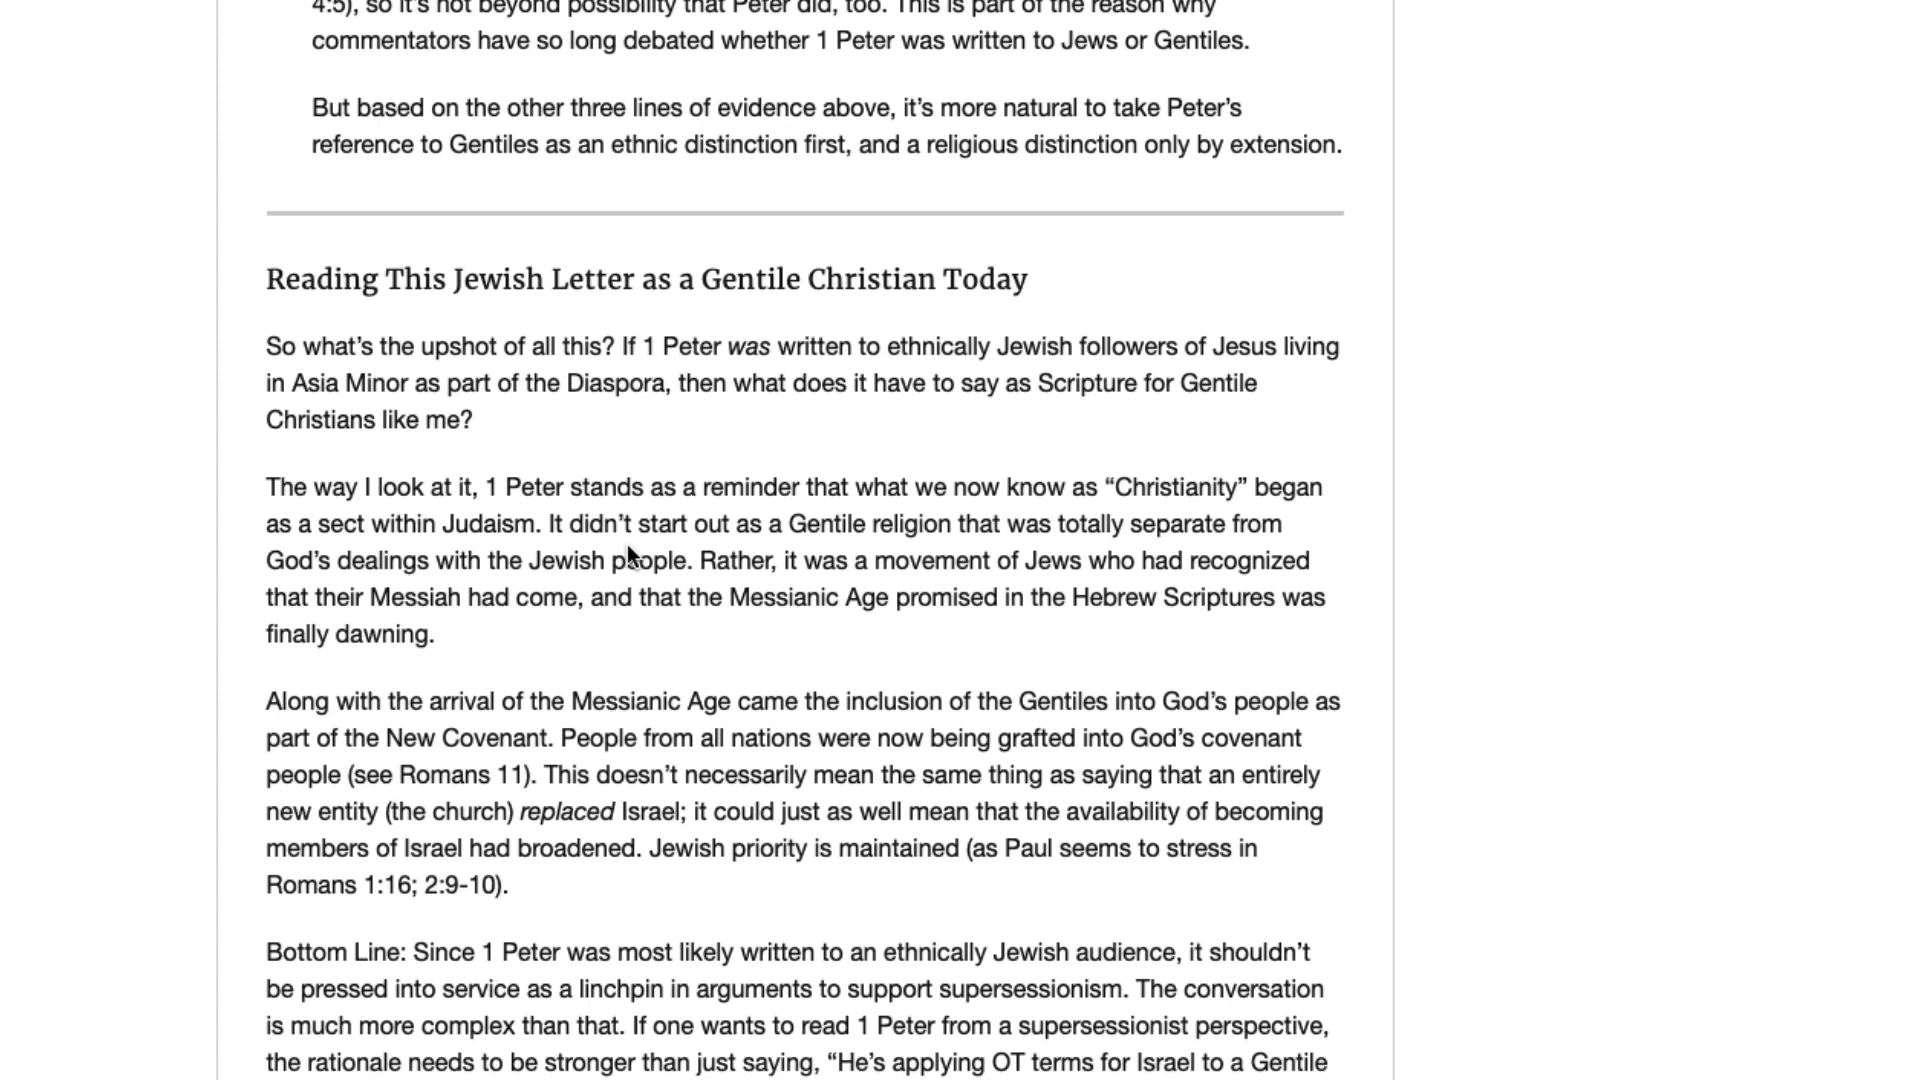 4:5), so it’s not beyond possibility that Peter did, too. This is part of the reason why
commentators have so long debated whether 1 Peter was written to Jews or Gentiles.
But based on the other three lines of evidence above, it’s more natural to take Peter’s
reference to Gentiles as an ethnic distinction first, and a religious distinction only by extension.
Reading This Jewish Letter as a Gentile Christian Today
So what’s the upshot of all this? If 1 Peter was written to ethnically Jewish followers of Jesus living
in Asia Minor as part of the Diaspora, then what does it have to say as Scripture for Gentile
Christians like me?
The way I look at it, 1 Peter stands as a reminder that what we now know as “Christianity” began
as a sect within Judaism. It didn’t start out as a Gentile religion that was totally separate from
God’s dealings with the Jewish people. Rather, it was a movement of Jews who had recognized
that their Messiah had come, and that the Messianic Age promised in the Hebrew Scriptures was
finally dawning.
Along with the arrival of the Messianic Age came the inclusion of the Gentiles into God’s people as
part of the New Covenant. People from all nations were now being grafted into God’s covenant
people (see Romans 11). This doesn’t necessarily mean the same thing as saying that an entirely
new entity (the church) replaced Israel; it could just as well mean that the availability of becoming
members of Israel had broadened. Jewish priority is maintained (as Paul seems to stress in
Romans 1:16; 2:9-10).
Bottom Line: Since 1 Peter was most likely written to an ethnically Jewish audience, it shouldn’t
be pressed into service as a linchpin in arguments to support supersessionism. The conversation
is much more complex than that. If one wants to read 1 Peter from a supersessionist perspective,
the rationale needs to be stronger than just saying, “He’s applying OT terms for Israel to a Gentile